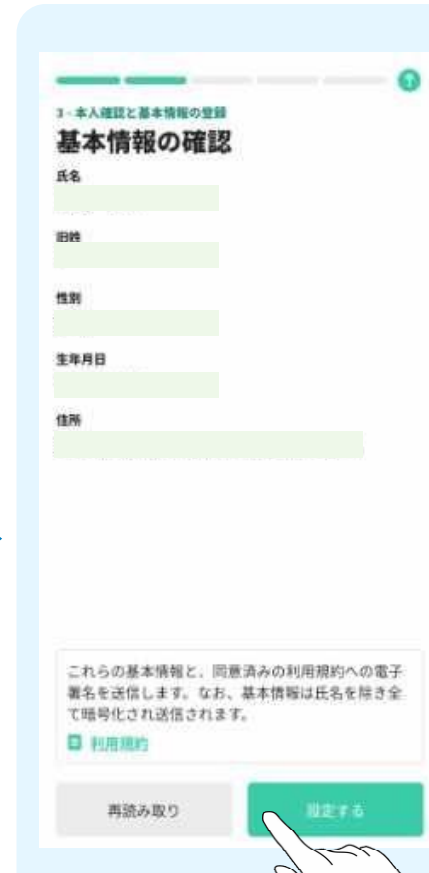 3 - 本人確認と基本情報の登録
基本情報の確認
氏名
旧姓
性別
生年月日
住所
これらの基本情報と、同意済みの利用規約への電子
署名を送信します。なお、基本情報は氏名を除き全
て暗号化され送信されます。
利用規約
再読み取り
設定する